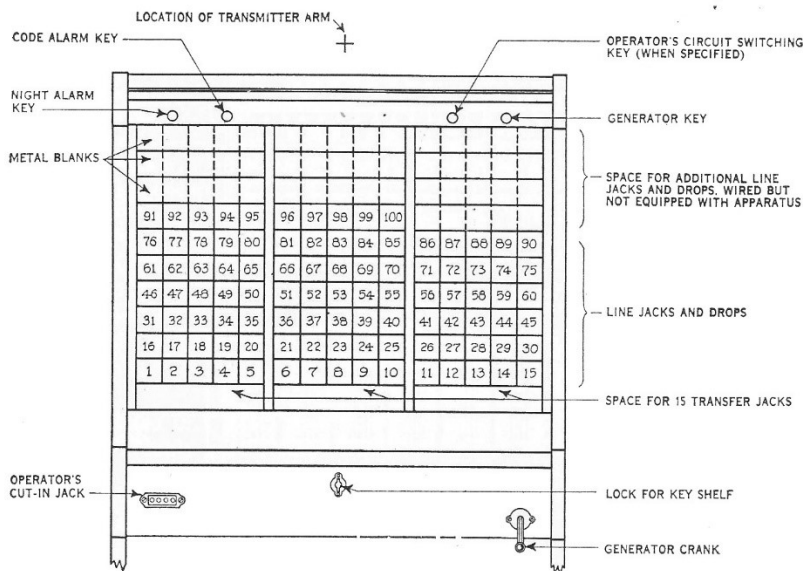 LOCATION OF TRANSMITTER ARM
CODE ALARM KEY
OPERATOR'S CIRCUIT SWITCHING
KEY (WHEN SPECIFIED)
NIGHT ALARM
KEY
GENERATOR KEY
METAL BLANKS
SPACE FOR ADDITIONAL LINE
JACKS AND DROPS. WIRED BUT
NOT EQUIPPED WITH APPARATUS
91 92 93 94 95 96 97 98 99 100
76 77 78 79 80 81 82 83 84 85 86 87 88 89 90
61 62 63 64 65 66 67 68 69 70 71 72 73 74 75
46 47 48 49 50 51 52 53 54 55 56 57 58 59 60
31 32 33 34 35 36 37 38 39 40 41 42 43 44 45
16 17 18 19 20 21 22 23 24 25 26 27 28 29 30
1 2 3 4 5 6 7 8 9 10 11 12 13 14 15
LINE JACKS AND DROPS
SPACE FOR 15 TRANSFER JACKS
OPERATOR'S
CUT-IN JACK
LOCK FOR KEY SHELF
GENERATOR CRANK